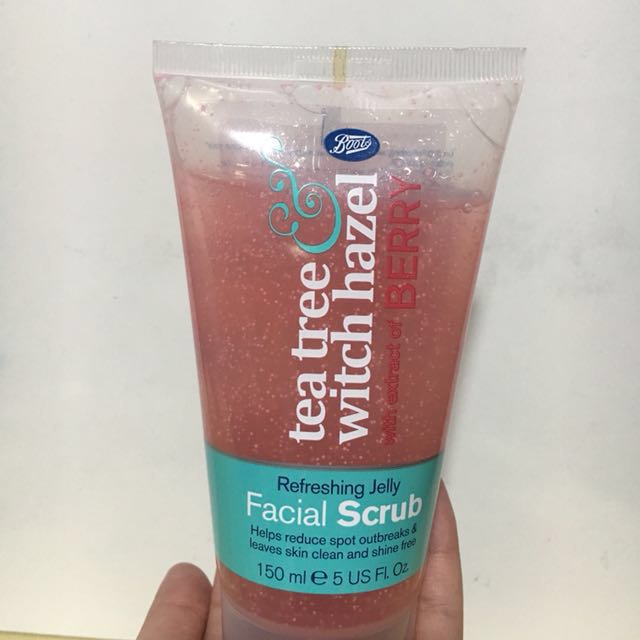 Boots
tea tree &
witch hazel
with extract of BERRY
Refreshing Jelly
Facial Scrub
Helps reduce spot outbreaks &
leaves skin clean and shine free
150 ml e 5 US Fl. Oz.